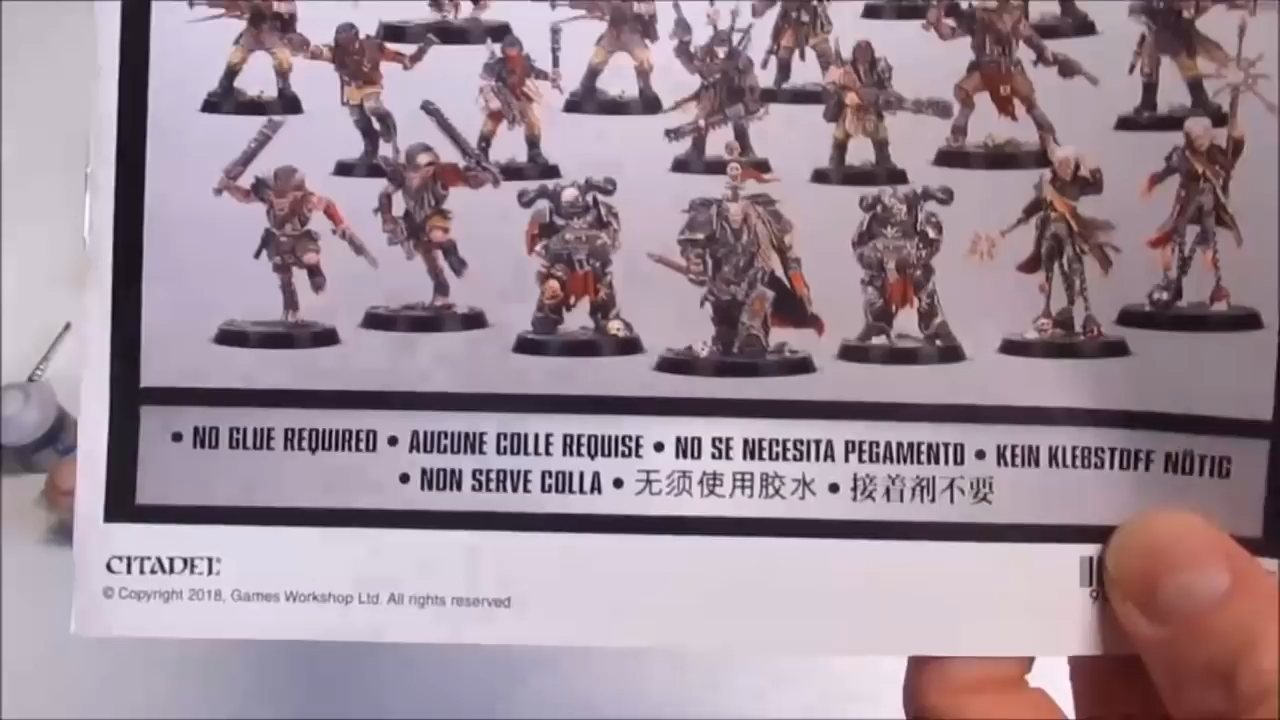 • NO GLUE REQUIRED • AUCUNE COLLE REQUISE • NO SE NECESITA PEGAMENTO • KEIN KLEBSTOFF NÖTIG
• NON SERVE COLLA • 无须使用胶水 • 接着剤不要
CITADEL
© Copyright 2018, Games Workshop Ltd. All rights reserved.
9